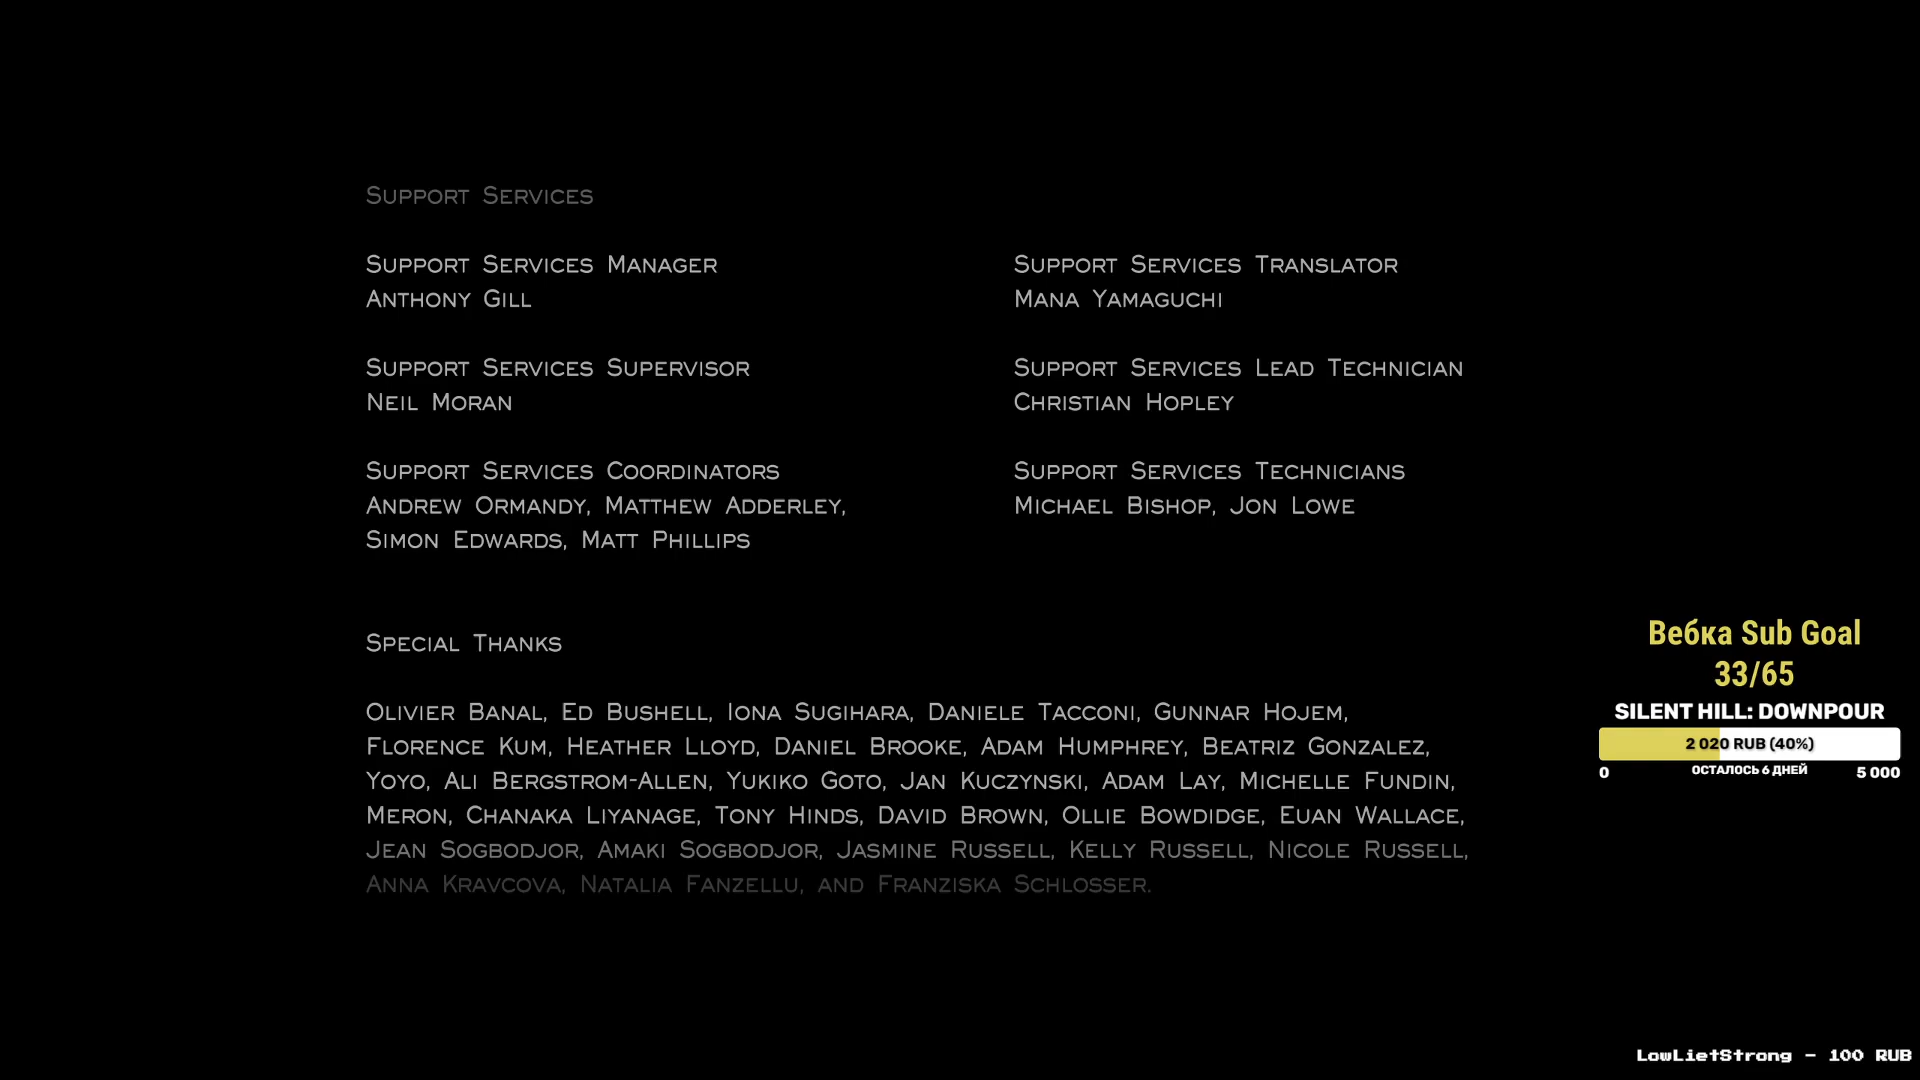 Support Services
Support Services Manager
Anthony Gill
Support Services Supervisor
Neil Moran
Support Services Coordinators
Andrew Ormandy, Matthew Adderley,
Simon Edwards, Matt Phillips
Support Services Translator
Mana Yamaguchi
Support Services Lead Technician
Christian Hopley
Support Services Technicians
Michael Bishop, Jon Lowe
Special Thanks
Olivier Banal, Ed Bushell, Iona Sugihara, Daniele Tacconi, Gunnar Hojem,
Florence Kum, Heather Lloyd, Daniel Brooke, Adam Humphrey, Beatriz Gonzalez,
Yoyo, Ali Bergstrom-Allen, Yukiko Goto, Jan Kuczynski, Adam Lay, Michelle Fundin,
Meron, Chanaka Liyanage, Tony Hinds, David Brown, Ollie Bowdidge, Euan Wallace,
Jean Sogbodjor, Amaki Sogbodjor, Jasmine Russell, Kelly Russell, Nicole Russell,
Anna Kravcova, Natalia Fanzellu, and Franziska Schlosser.
Вебка Sub Goal
33/65
SILENT HILL: DOWNPOUR
2 020 RUB (40%)
0 ОСТАЛОСЬ 6 ДНЕЙ 5 000
LowLietStrong - 100 RUB